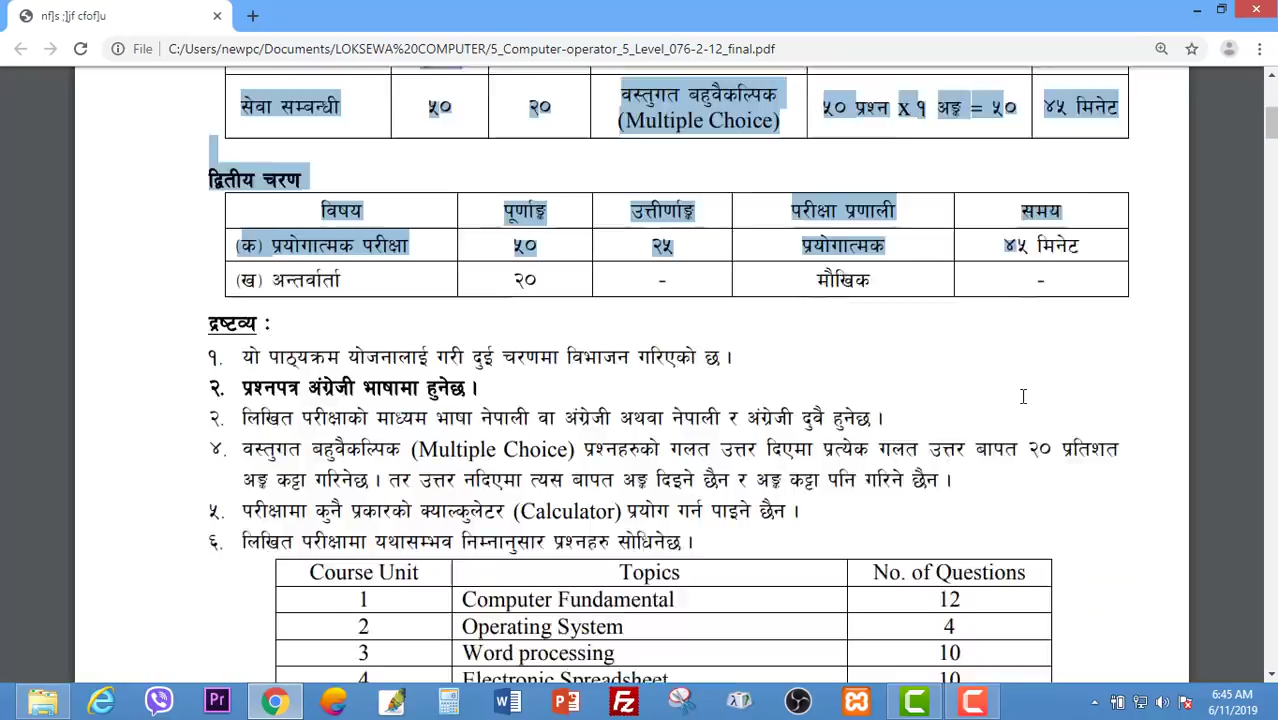 nf]s ;]jf cfof]u
File C:/Users/newpc/Documents/LOKSEWA%20COMPUTER/5_Computer-operator_5_Level_076-2-12_final.pdf
सेवा सम्बन्धी ५० २० वस्तुगत बहुवैकल्पिक (Multiple Choice) ५० प्रश्न x १ अङ्क = ५० ४५ मिनेट
द्वितीय चरण
विषय पूर्णाङ्क उत्तीर्णाङ्क परीक्षा प्रणाली समय
(क) प्रयोगात्मक परीक्षा ५० २५ प्रयोगात्मक ४५ मिनेट
(ख) अन्तर्वार्ता २० - मौखिक -
द्रष्टव्य :
१. यो पाठ्यक्रम योजनालाई गरी दुई चरणमा विभाजन गरिएको छ ।
२. प्रश्नपत्र अंग्रेजी भाषामा हुनेछ ।
२. लिखित परीक्षाको माध्यम भाषा नेपाली वा अंग्रेजी अथवा नेपाली र अंग्रेजी दुवै हुनेछ ।
४. वस्तुगत बहुवैकल्पिक (Multiple Choice) प्रश्नहरुको गलत उत्तर दिएमा प्रत्येक गलत उत्तर बापत २० प्रतिशत
अङ्क कट्टा गरिनेछ । तर उत्तर नदिएमा त्यस बापत अङ्क दिइने छैन र अङ्क कट्टा पनि गरिने छैन ।
५. परीक्षामा कुनै प्रकारको क्याल्कुलेटर (Calculator) प्रयोग गर्न पाइने छैन ।
६. लिखित परीक्षामा यथासम्भव निम्नानुसार प्रश्नहरु सोधिनेछ ।
Course Unit Topics No. of Questions
1 Computer Fundamental 12
2 Operating System 4
3 Word processing 10
4 Electronic Spreadsheet 10
6:45 AM
6/11/2019